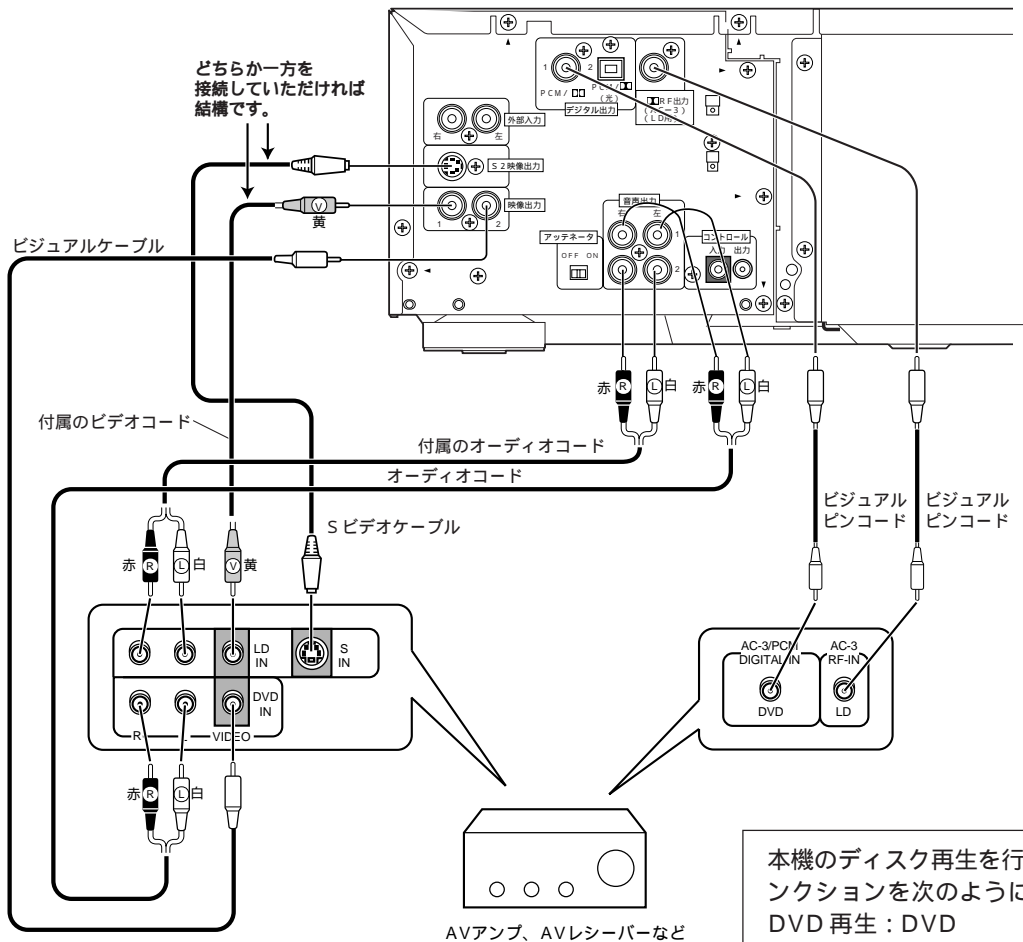 どちらか一方を
接続していただければ
結構です。
1
2
PCM/
PCM/
(光)
デジタル出力
RF出力
(AC-3)
(LD用)
外部入力
右
左
S2映像出力
V
黄
映像出力
1
2
ビジュアルケーブル
音声出力
右
左
1
2
アッテネータ
OFF ON
コントロール
入力 出力
赤 R L 白
赤 R L 白
付属のビデオコード
付属のオーディオコード
オーディオコード
Sビデオケーブル
ビジュアル
ピンコード
ビジュアル
ピンコード
赤 R L 白
V 黄
LD
IN
S
IN
DVD
IN
R
L
VIDEO
AC-3/PCM
DIGITAL IN
DVD
AC-3
RF-IN
LD
赤 R L 白
AVアンプ、AVレシーバーなど
本機のディスク再生を行
ンクションを次のように
DVD 再生：DVD